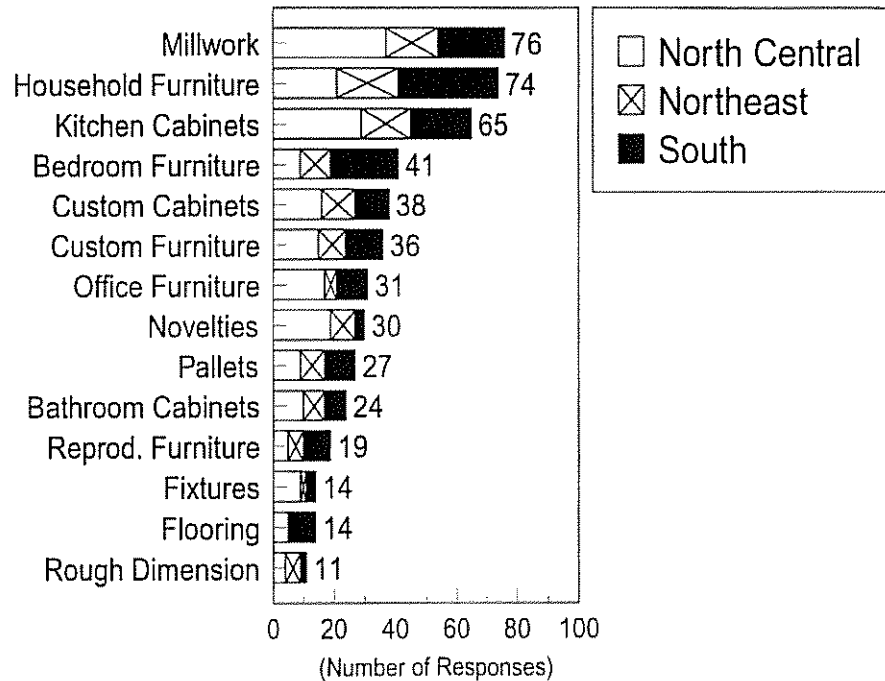 Millwork 76
Household Furniture 74
Kitchen Cabinets 65
Bedroom Furniture 41
Custom Cabinets 38
Custom Furniture 36
Office Furniture 31
Novelties 30
Pallets 27
Bathroom Cabinets 24
Reprod. Furniture 19
Fixtures 14
Flooring 14
Rough Dimension 11
0 20 40 60 80 100
(Number of Responses)
North Central
Northeast
South